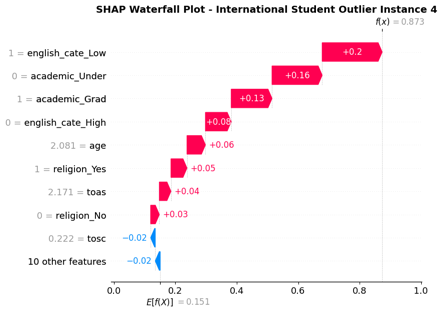 SHAP Waterfall Plot - International Student Outlier Instance 4
f(x) = 0.873
1 = english_cate_Low +0.2
0 = academic_Under +0.16
1 = academic_Grad +0.13
0 = english_cate_High +0.08
2.081 = age +0.06
1 = religion_Yes +0.05
2.171 = toas +0.04
0 = religion_No +0.03
0.222 = tosc −0.02
10 other features −0.02
0.0 0.2 0.4 0.6 0.8 1.0
E[f(X)] = 0.151